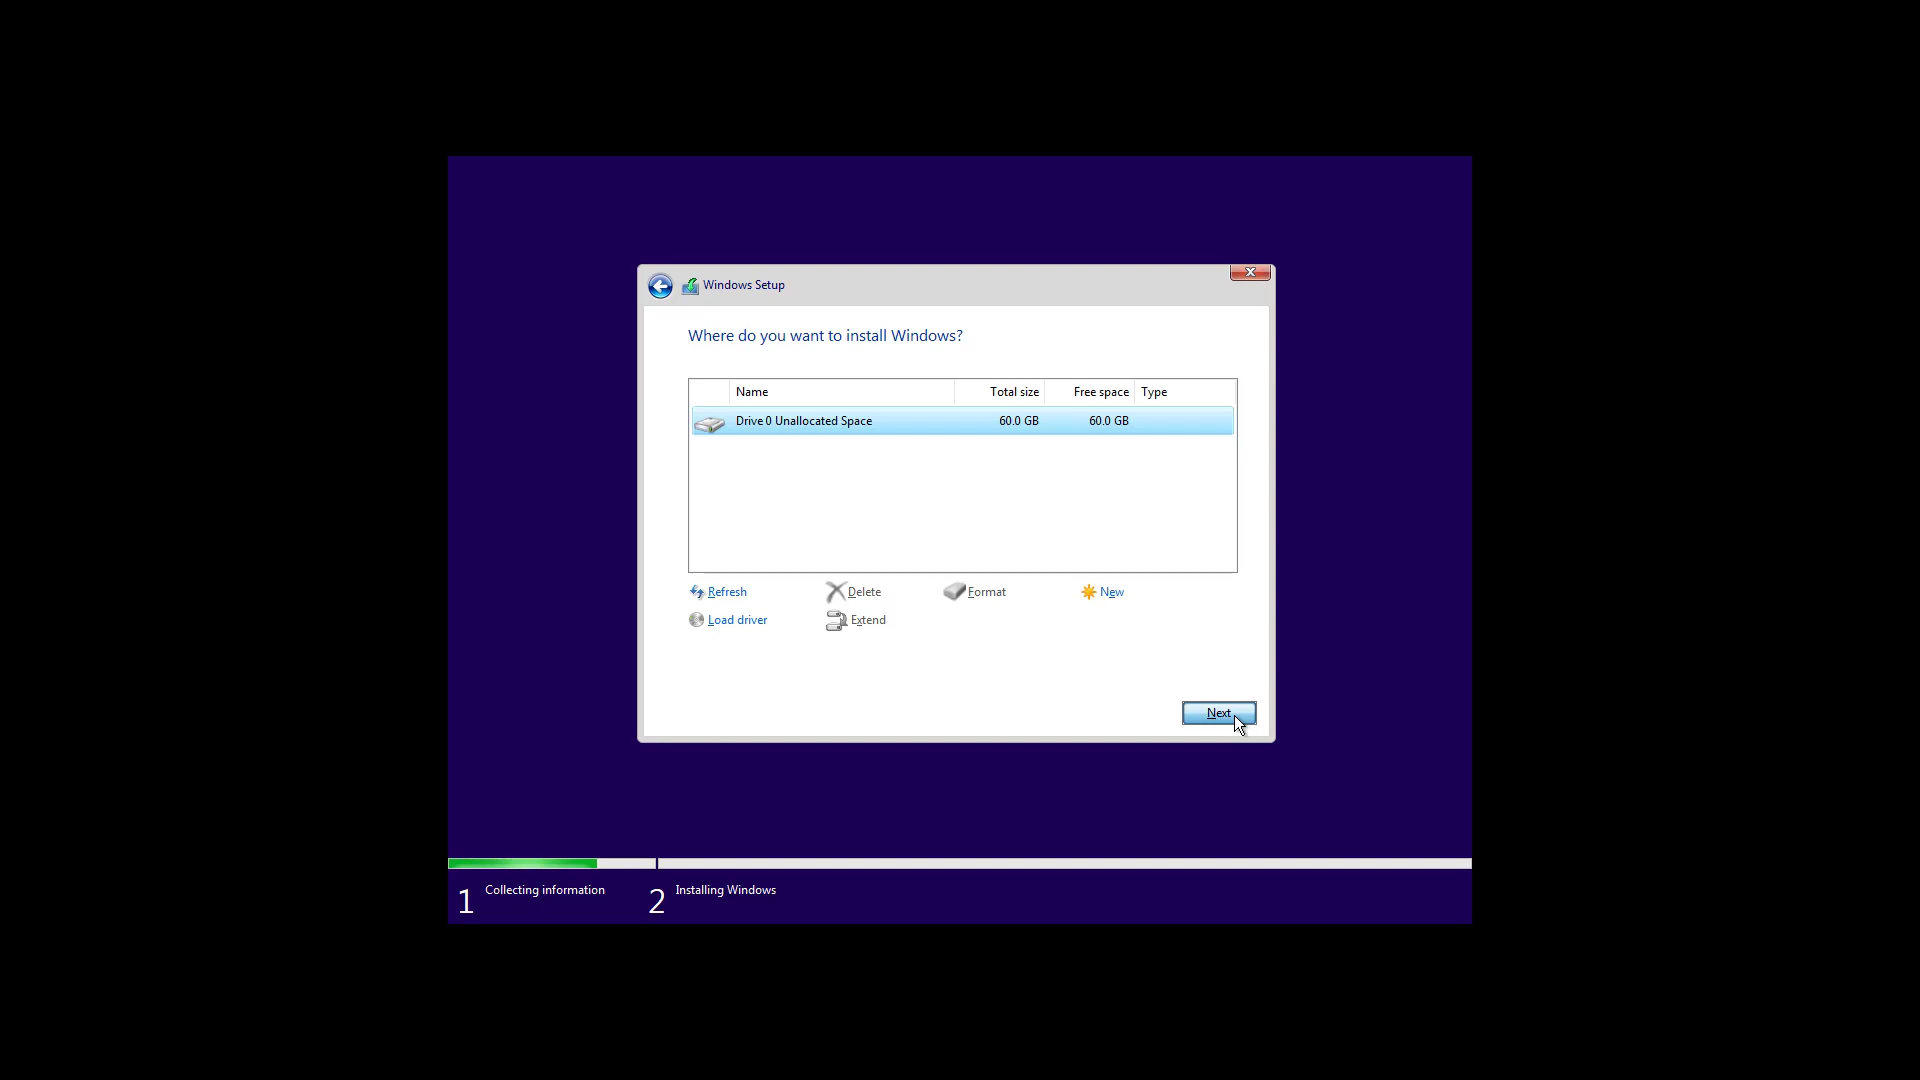 Windows Setup
Where do you want to install Windows?
Name Total size Free space Type
Drive 0 Unallocated Space 60.0 GB 60.0 GB
Refresh Delete Format New
Load driver Extend
Next
1 Collecting information 2 Installing Windows